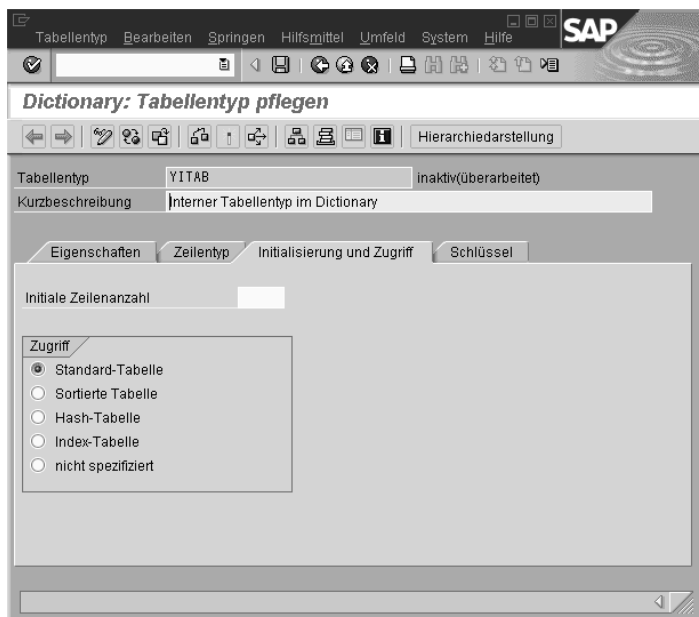 Tabellentyp Bearbeiten Springen Hilfsmittel Umfeld System Hilfe
SAP
Dictionary: Tabellentyp pflegen
Hierarchiedarstellung
Tabellentyp YITAB inaktiv(überarbeitet)
Kurzbeschreibung Interner Tabellentyp im Dictionary
Eigenschaften Zeilentyp Initialisierung und Zugriff Schlüssel
Initiale Zeilenanzahl
Zugriff
Standard-Tabelle
Sortierte Tabelle
Hash-Tabelle
Index-Tabelle
nicht spezifiziert